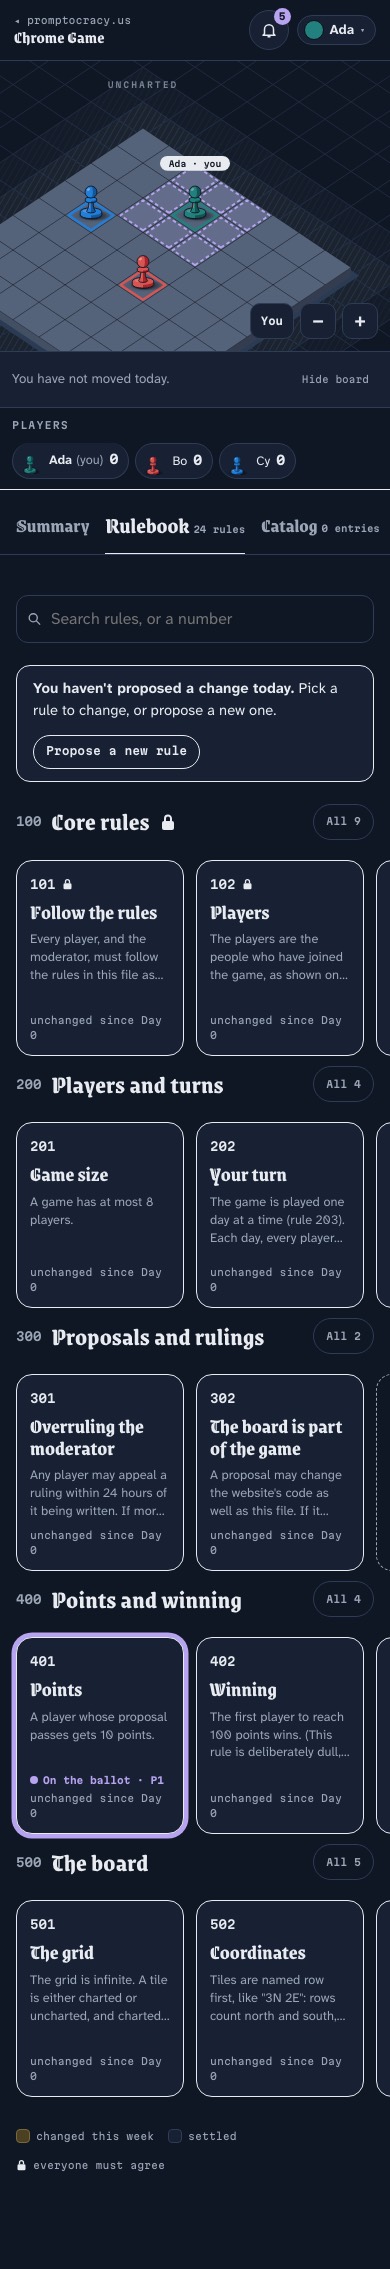 ◂ promptocracy.us
Chrome Game
5
Ada ▾
UNCHARTED
Ada · you
You
−
+
You have not moved today.
Hide board
PLAYERS
Ada (you) 0
Bo 0
Cy 0
Summary
Rulebook 24 rules
Catalog 0 entries
Search rules, or a number
You haven't proposed a change today. Pick a
rule to change, or propose a new one.
Propose a new rule
100 Core rules
All 9
101
Follow the rules
Every player, and the
moderator, must follow
the rules in this file as…
unchanged since Day
0
102
Players
The players are the
people who have joined
the game, as shown on…
unchanged since Day
0
200 Players and turns
All 4
201
Game size
A game has at most 8
players.
unchanged since Day
0
202
Your turn
The game is played one
day at a time (rule 203).
Each day, every player…
unchanged since Day
0
300 Proposals and rulings
All 2
301
Overruling the
moderator
Any player may appeal a
ruling within 24 hours of
it being written. If mor…
unchanged since Day
0
302
The board is part
of the game
A proposal may change
the website's code as
well as this file. If it…
unchanged since Day
0
400 Points and winning
All 4
401
Points
A player whose proposal
passes gets 10 points.
On the ballot · P1
unchanged since Day
0
402
Winning
The first player to reach
100 points wins. (This
rule is deliberately dull,…
unchanged since Day
0
500 The board
All 5
501
The grid
The grid is infinite. A tile
is either charted or
uncharted, and charted…
unchanged since Day
0
502
Coordinates
Tiles are named row
first, like "3N 2E": rows
count north and south,…
unchanged since Day
0
changed this week
settled
everyone must agree